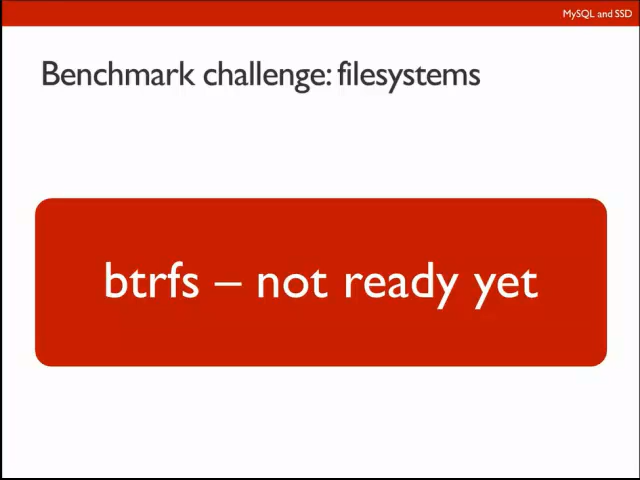 MySQL and SSD
Benchmark challenge: filesystems
btrfs – not ready yet